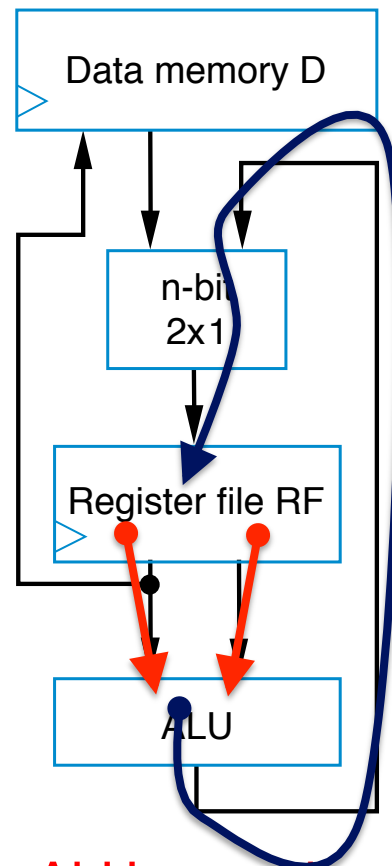 Data memory D
n-bit
2x1
Register file RF
ALU